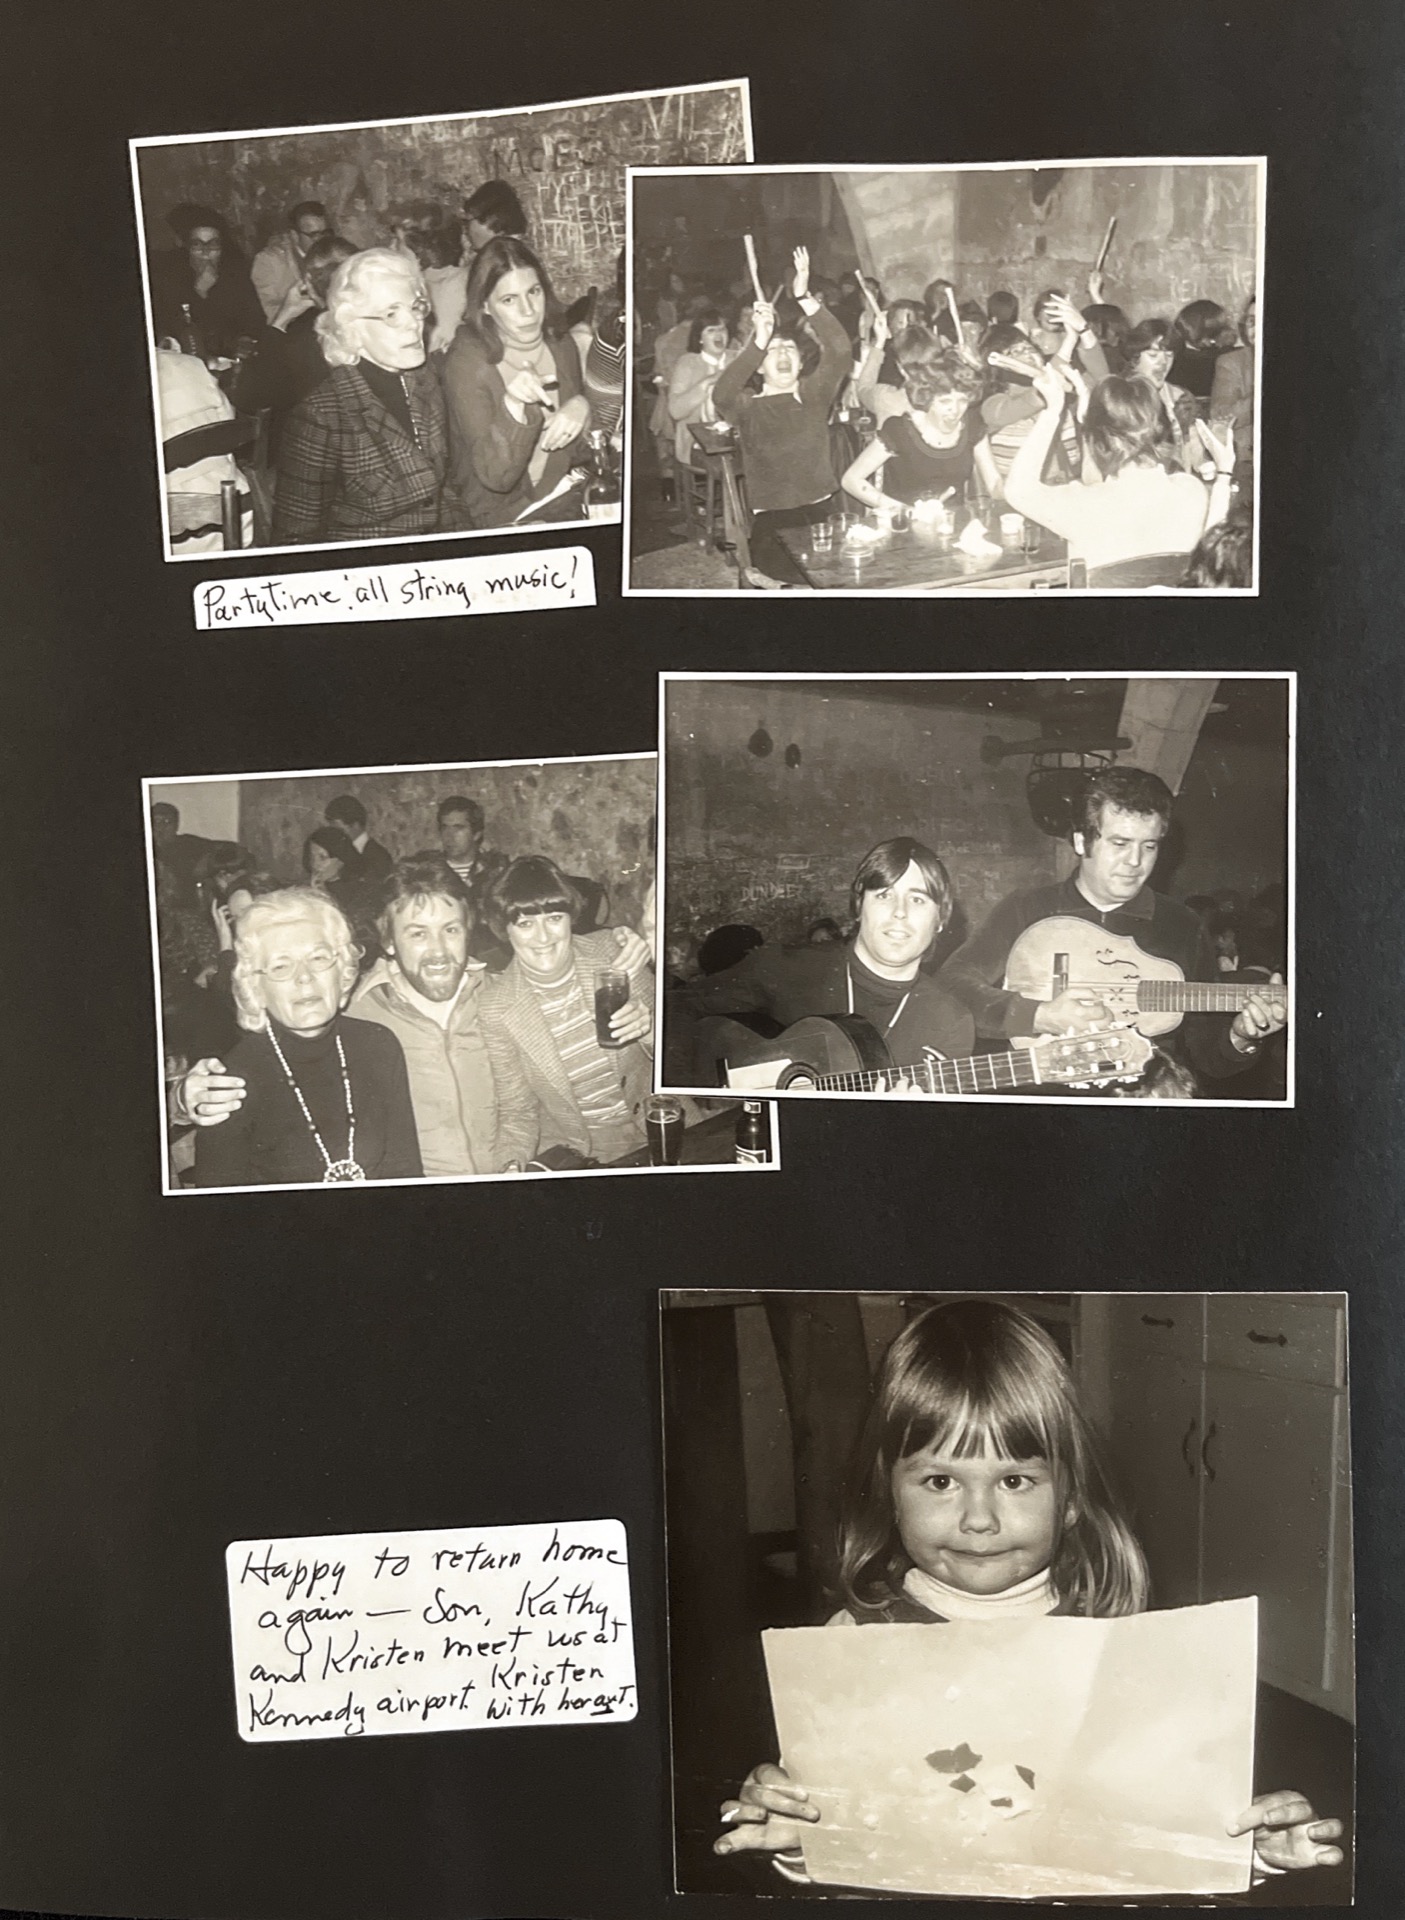 MOE
Partytime: all string music!
DUNDEE
Happy to return home
again — Son, Kathy,
and Kristen meet us at
Kennedy airport. Kristen
with her art.